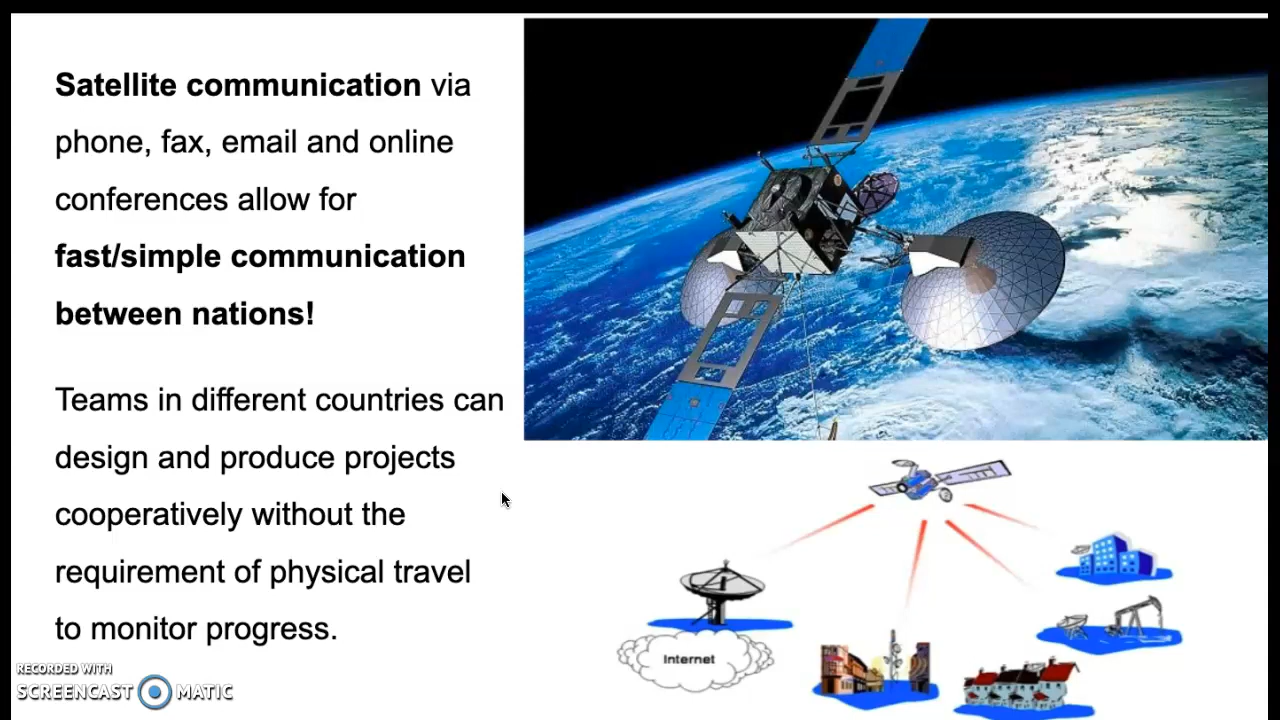 Satellite communication via
phone, fax, email and online
conferences allow for
fast/simple communication
between nations!
Teams in different countries can
design and produce projects
cooperatively without the
requirement of physical travel
to monitor progress.
Internet
RECORDED WITH
SCREENCAST MATIC